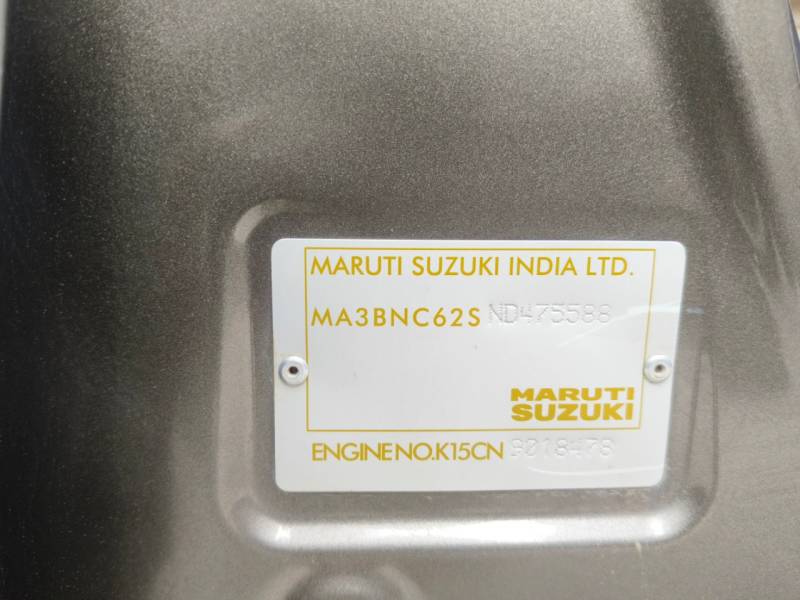 MARUTI SUZUKI INDIA LTD.
MA3BNC62S ND475588
MARUTI
SUZUKI
ENGINE NO.K15CN 9018478